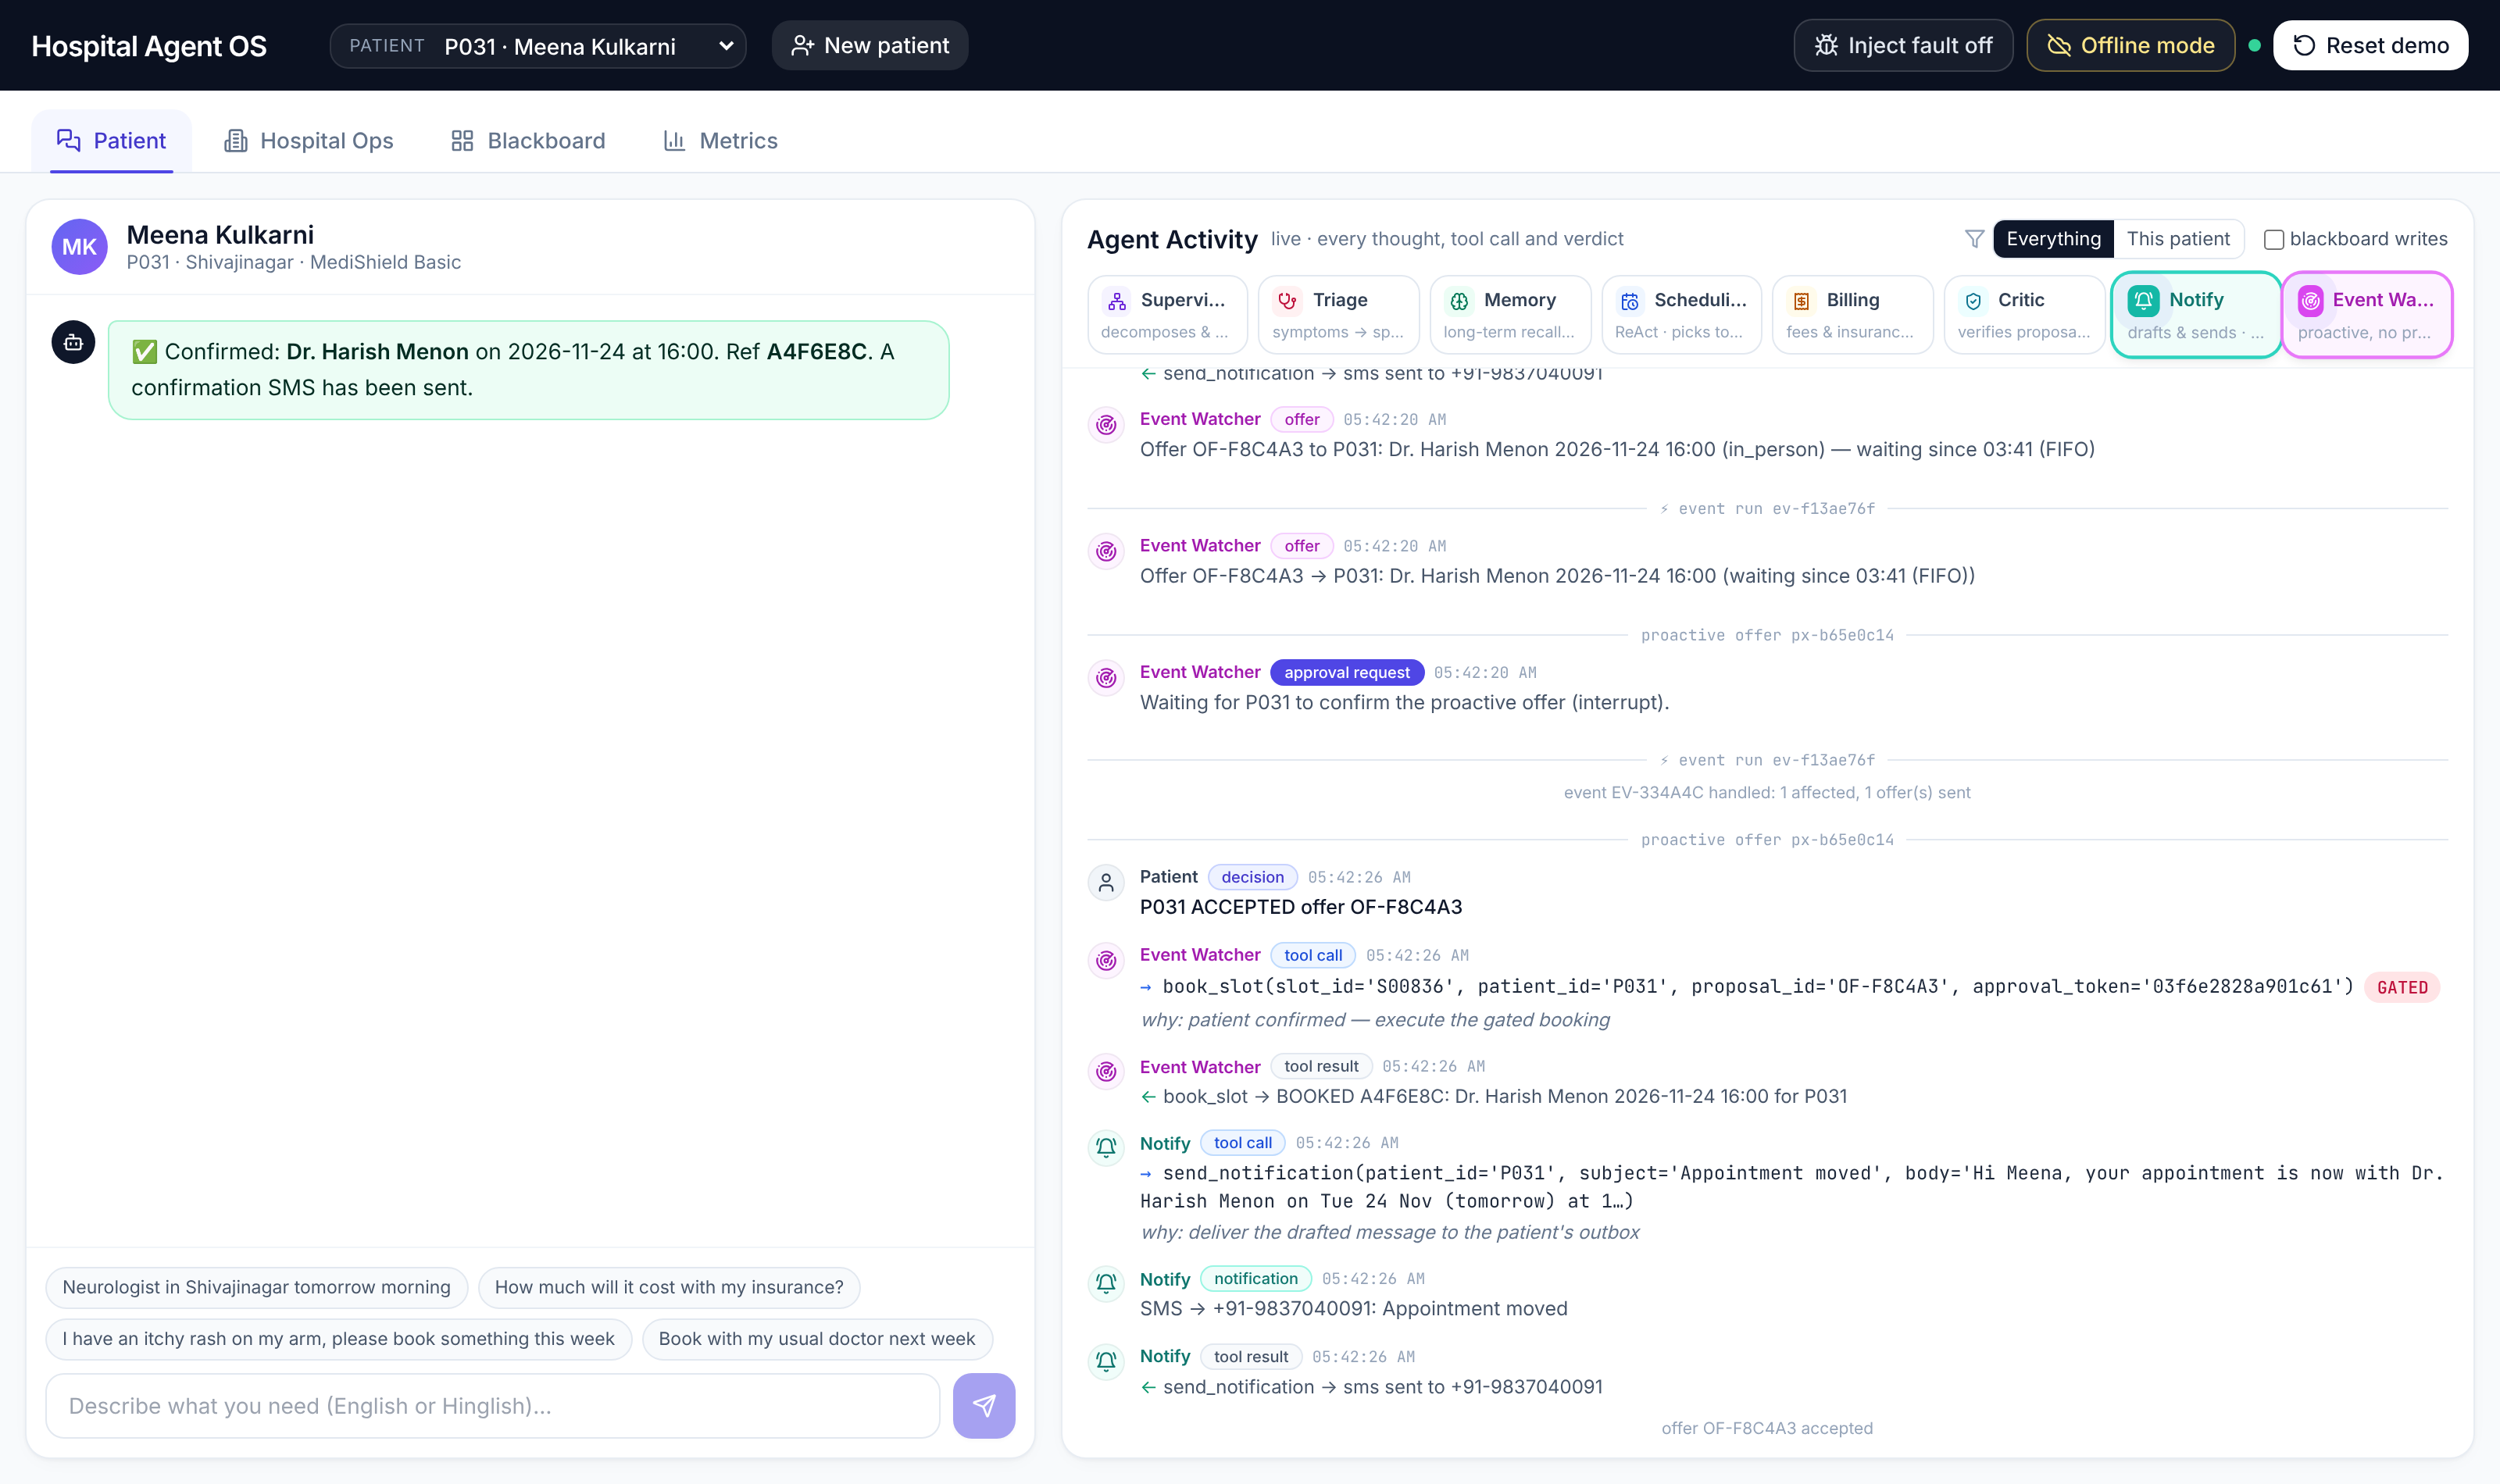 Hospital Agent OS
PATIENT P031 · Meena Kulkarni
New patient
Inject fault off
Offline mode
Reset demo
Patient
Hospital Ops
Blackboard
Metrics
MK
Meena Kulkarni
P031 · Shivajinagar · MediShield Basic
✅ Confirmed: Dr. Harish Menon on 2026-11-24 at 16:00. Ref A4F6E8C. A
confirmation SMS has been sent.
Neurologist in Shivajinagar tomorrow morning
How much will it cost with my insurance?
I have an itchy rash on my arm, please book something this week
Book with my usual doctor next week
Describe what you need (English or Hinglish)...
Agent Activity live · every thought, tool call and verdict
Everything
This patient
blackboard writes
Supervi...
decomposes & ...
Triage
symptoms → sp...
Memory
long-term recall...
Scheduli...
ReAct · picks to...
Billing
fees & insuranc...
Critic
verifies proposa...
Notify
drafts & sends · ...
Event Wa...
proactive, no pr...
← send_notification → sms sent to +91-9837040091
Event Watcher offer 05:42:20 AM
Offer OF-F8C4A3 to P031: Dr. Harish Menon 2026-11-24 16:00 (in_person) — waiting since 03:41 (FIFO)
⚡ event run ev-f13ae76f
Event Watcher offer 05:42:20 AM
Offer OF-F8C4A3 → P031: Dr. Harish Menon 2026-11-24 16:00 (waiting since 03:41 (FIFO))
proactive offer px-b65e0c14
Event Watcher approval request 05:42:20 AM
Waiting for P031 to confirm the proactive offer (interrupt).
⚡ event run ev-f13ae76f
event EV-334A4C handled: 1 affected, 1 offer(s) sent
proactive offer px-b65e0c14
Patient decision 05:42:26 AM
P031 ACCEPTED offer OF-F8C4A3
Event Watcher tool call 05:42:26 AM
→ book_slot(slot_id='S00836', patient_id='P031', proposal_id='OF-F8C4A3', approval_token='03f6e2828a901c61') GATED
why: patient confirmed — execute the gated booking
Event Watcher tool result 05:42:26 AM
← book_slot → BOOKED A4F6E8C: Dr. Harish Menon 2026-11-24 16:00 for P031
Notify tool call 05:42:26 AM
→ send_notification(patient_id='P031', subject='Appointment moved', body='Hi Meena, your appointment is now with Dr.
Harish Menon on Tue 24 Nov (tomorrow) at 1…)
why: deliver the drafted message to the patient's outbox
Notify notification 05:42:26 AM
SMS → +91-9837040091: Appointment moved
Notify tool result 05:42:26 AM
← send_notification → sms sent to +91-9837040091
offer OF-F8C4A3 accepted